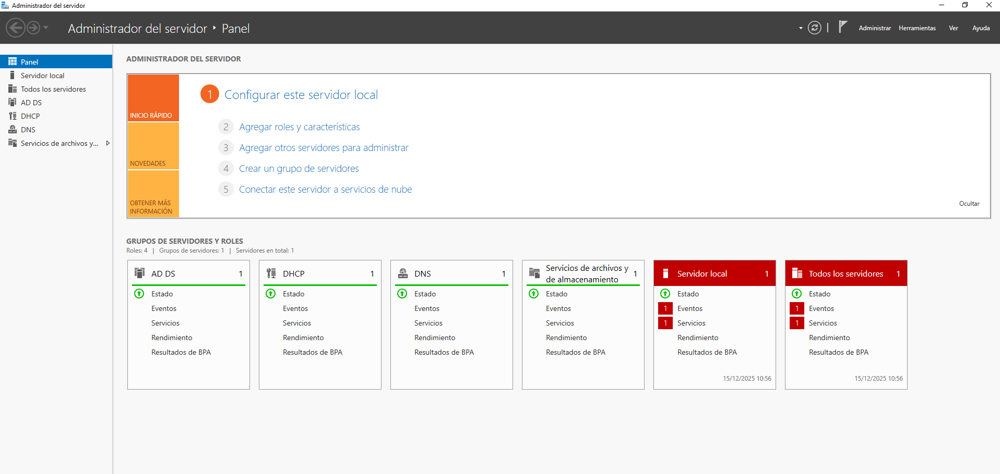 Administrador del servidor
Administrador del servidor ‣ Panel
Administrar Herramientas Ver Ayuda
Panel
Servidor local
Todos los servidores
AD DS
DHCP
DNS
Servicios de archivos y...
ADMINISTRADOR DEL SERVIDOR
INICIO RÁPIDO
NOVEDADES
OBTENER MÁS
INFORMACIÓN
1 Configurar este servidor local
2 Agregar roles y características
3 Agregar otros servidores para administrar
4 Crear un grupo de servidores
5 Conectar este servidor a servicios de nube
Ocultar
GRUPOS DE SERVIDORES Y ROLES
Roles: 4 | Grupos de servidores: 1 | Servidores en total: 1
AD DS 1
Estado
Eventos
Servicios
Rendimiento
Resultados de BPA
DHCP 1
Estado
Eventos
Servicios
Rendimiento
Resultados de BPA
DNS 1
Estado
Eventos
Servicios
Rendimiento
Resultados de BPA
Servicios de archivos y
de almacenamiento 1
Estado
Eventos
Servicios
Rendimiento
Resultados de BPA
Servidor local 1
Estado
1 Eventos
1 Servicios
Rendimiento
Resultados de BPA
15/12/2025 10:56
Todos los servidores 1
Estado
1 Eventos
1 Servicios
Rendimiento
Resultados de BPA
15/12/2025 10:56